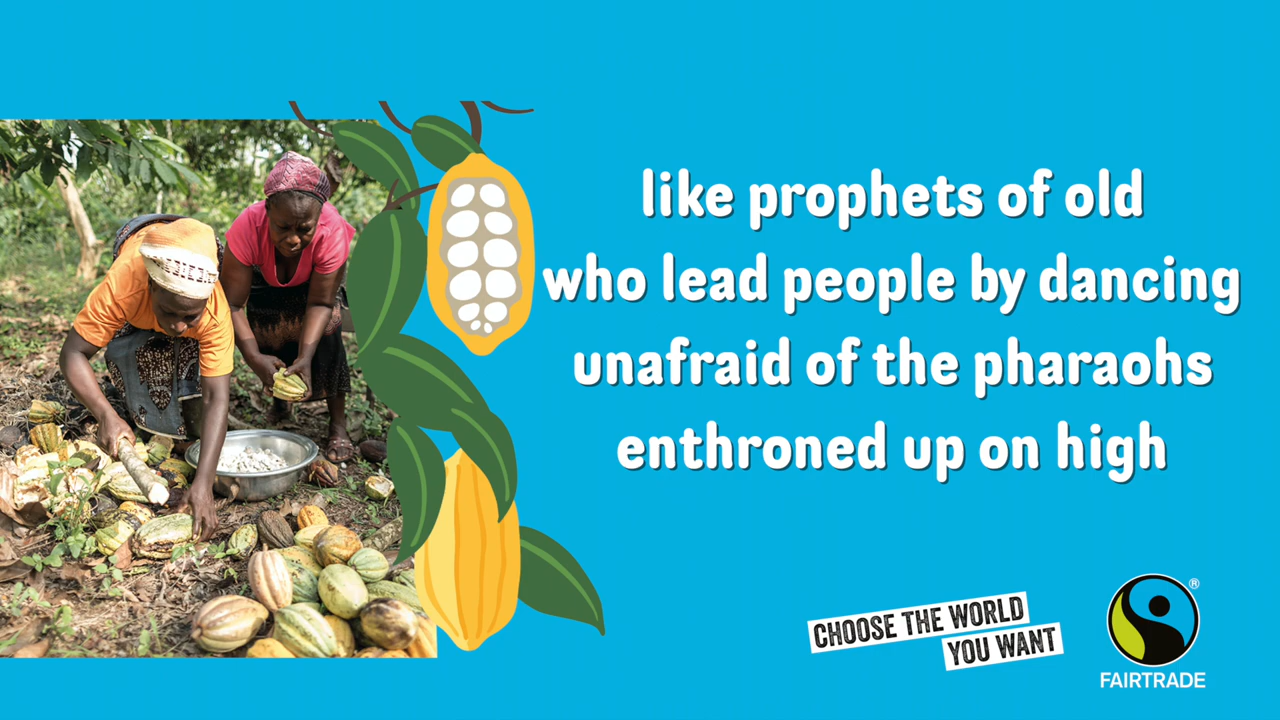 like prophets of old
who lead people by dancing
unafraid of the pharaohs
enthroned up on high
CHOOSE THE WORLD
YOU WANT
®
FAIRTRADE